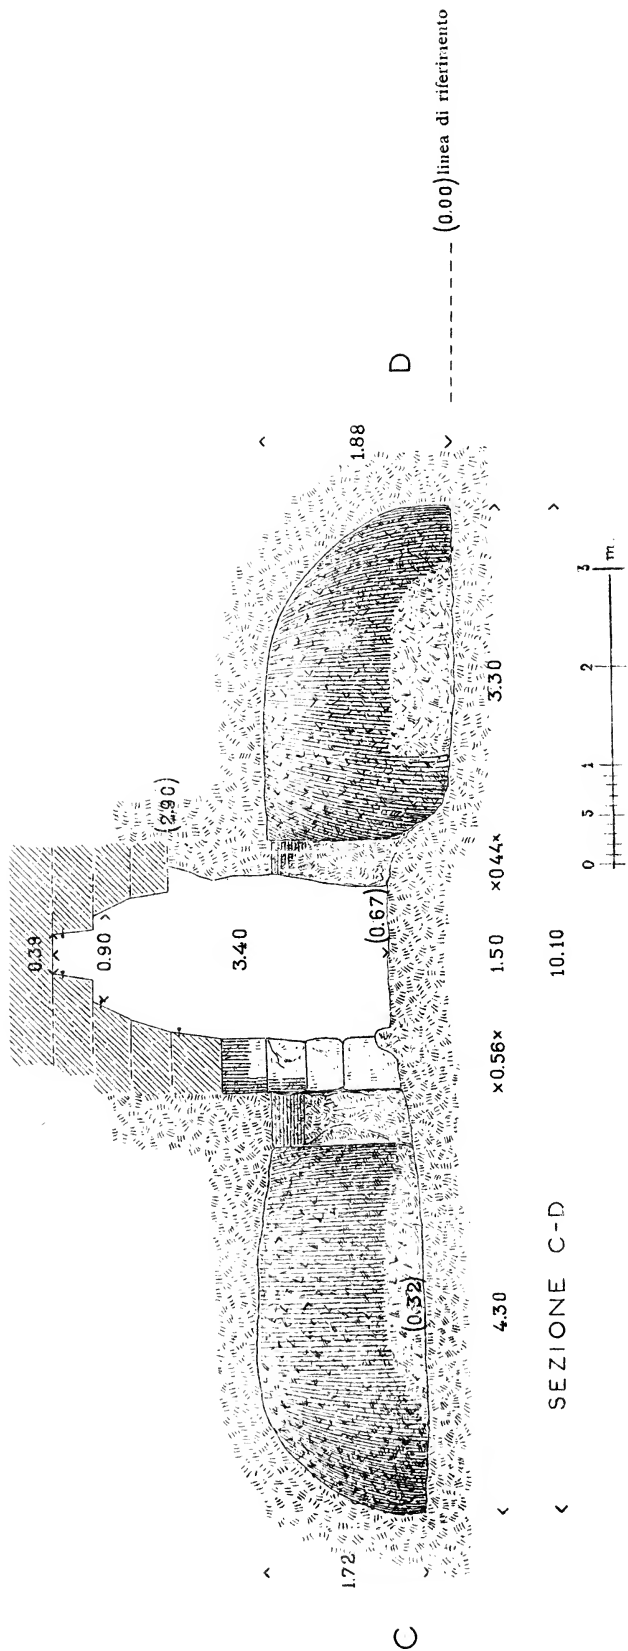 0.39
0.90
3.40
(0.67)
(2.90)
(0.32)
C
1.72
1.88
D
(0.00) linea di riferimento
4.30
×0.56×
1.50
×0.44×
3.30
10.10
SEZIONE C-D
0 5 1 2 3 m.